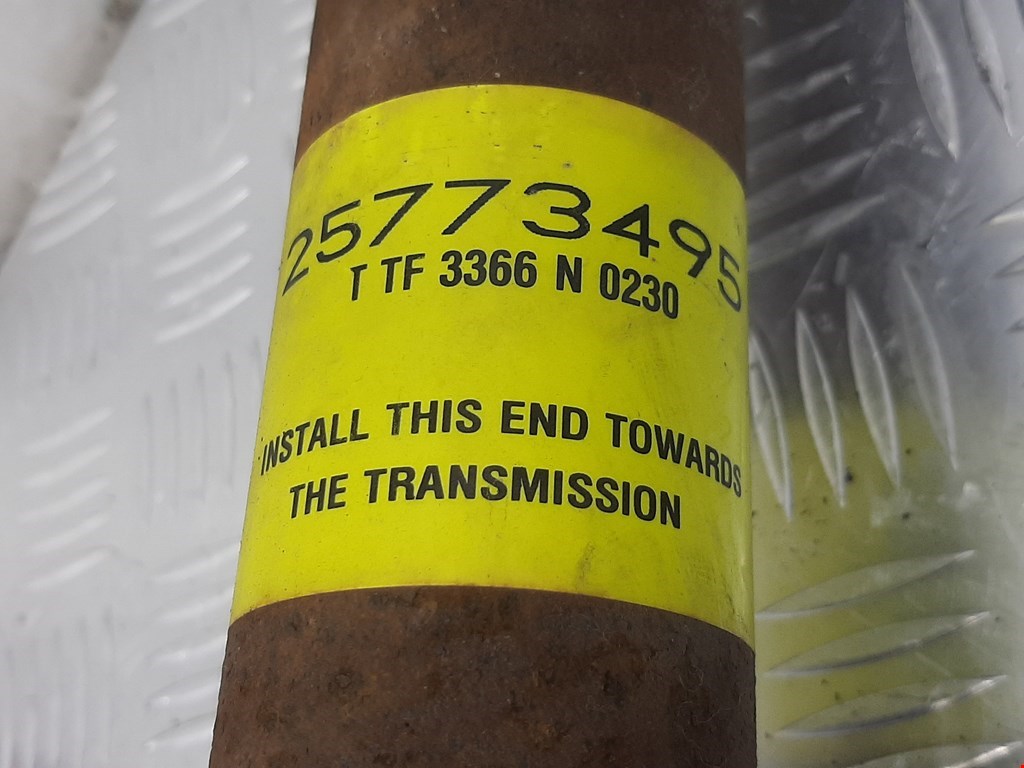 25773495
T TF 3366 N 0230
INSTALL THIS END TOWARDS
THE TRANSMISSION